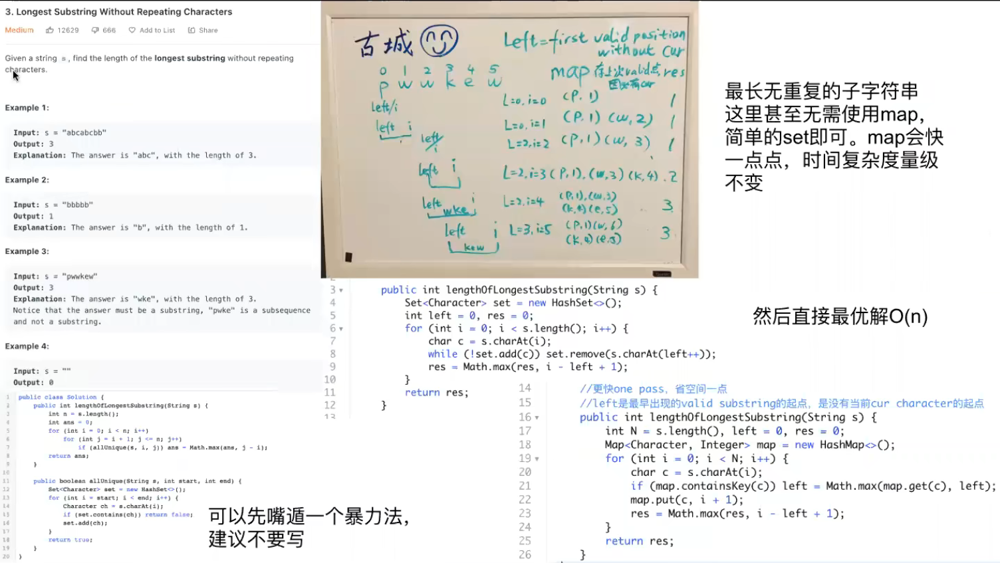 3. Longest Substring Without Repeating Characters
Medium 12629 666 Add to List Share
Given a string s, find the length of the longest substring without repeating
characters.
Example 1:
Input: s = "abcabcbb"
Output: 3
Explanation: The answer is "abc", with the length of 3.
Example 2:
Input: s = "bbbbb"
Output: 1
Explanation: The answer is "b", with the length of 1.
Example 3:
Input: s = "pwwkew"
Output: 3
Explanation: The answer is "wke", with the length of 3.
Notice that the answer must be a substring, "pwke" is a subsequence
and not a substring.
Example 4:
Input: s = ""
Output: 0
1 public class Solution {
2 public int lengthOfLongestSubstring(String s) {
3 int n = s.length();
4 int ans = 0;
5 for (int i = 0; i < n; i++)
6 for (int j = i + 1; j <= n; j++)
7 if (allUnique(s, i, j)) ans = Math.max(ans, j - i);
8 return ans;
9 }
10
11 public boolean allUnique(String s, int start, int end) {
12 Set<Character> set = new HashSet<>();
13 for (int i = start; i < end; i++) {
14 Character ch = s.charAt(i);
15 if (set.contains(ch)) return false;
16 set.add(ch);
17 }
18 return true;
19 }
20 }
可以先嘴遁一个暴力法，
建议不要写
古城
Left=first valid position
without cur
0 1 2 3 4 5
p w w k e w
map 存上次valid点 res
left/i
L=0, i=0 (P,1) 1
left i
L=0, i=1 (P,1) (w,2) 1
left/i
L=2, i=2 (P,1) (w,3) 1
left i
L=2, i=3 (P,1), (w,3) (k,4) 2
left i
wke
L=2, i=4 (P,1), (w,3)
(k,4) (e,5) 3
left i
kew
L=3, i=5 (P,1) (w,6)
(k,4) (e,5) 3
最长无重复的子字符串
这里甚至无需使用map，
简单的set即可。map会快
一点点，时间复杂度量级
不变
3 public int lengthOfLongestSubstring(String s) {
4 Set<Character> set = new HashSet<>();
5 int left = 0, res = 0;
6 for (int i = 0; i < s.length(); i++) {
7 char c = s.charAt(i);
8 while (!set.add(c)) set.remove(s.charAt(left++));
9 res = Math.max(res, i - left + 1);
10 }
11 return res;
12 }
13
然后直接最优解O(n)
14 //更快one pass，省空间一点
15 //left是最早出现的valid substring的起点，是没有当前cur character的起点
16 public int lengthOfLongestSubstring(String s) {
17 int N = s.length(), left = 0, res = 0;
18 Map<Character, Integer> map = new HashMap<>();
19 for (int i = 0; i < N; i++) {
20 char c = s.charAt(i);
21 if (map.containsKey(c)) left = Math.max(map.get(c), left);
22 map.put(c, i + 1);
23 res = Math.max(res, i - left + 1);
24 }
25 return res;
26 }